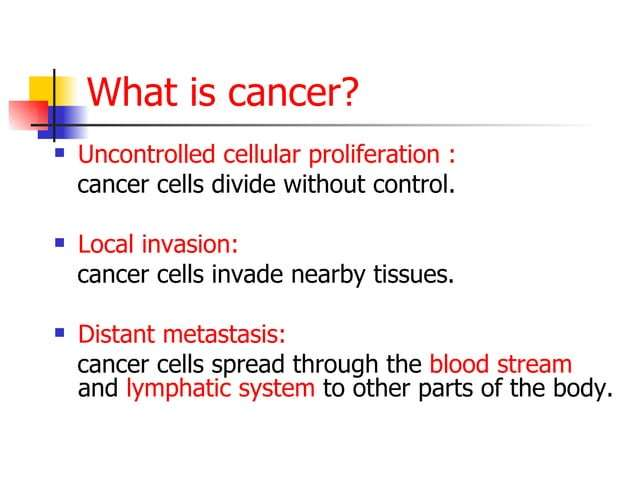 What is cancer?
Uncontrolled cellular proliferation :
cancer cells divide without control.
Local invasion:
cancer cells invade nearby tissues.
Distant metastasis:
cancer cells spread through the blood stream
and lymphatic system to other parts of the body.